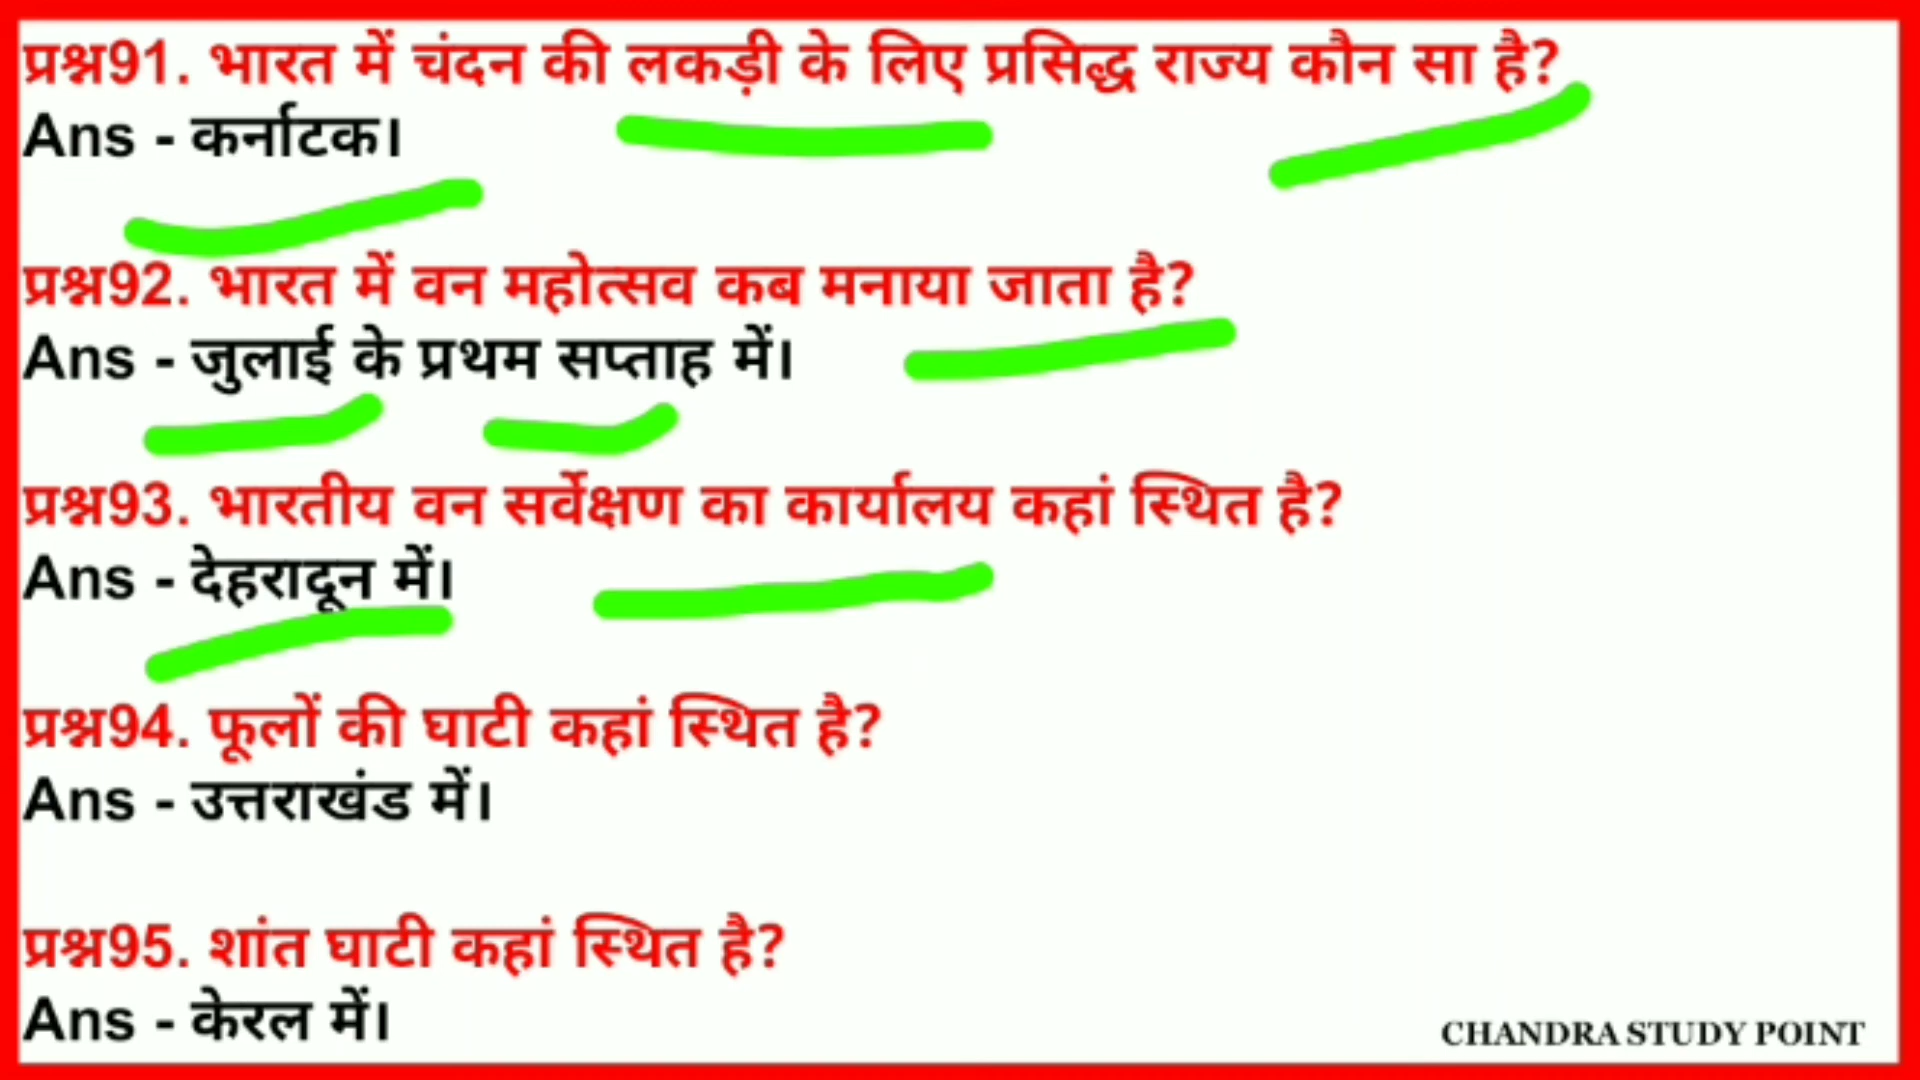 प्रश्न91. भारत में चंदन की लकड़ी के लिए प्रसिद्ध राज्य कौन सा है?
Ans - कर्नाटक।
प्रश्न92. भारत में वन महोत्सव कब मनाया जाता है?
Ans - जुलाई के प्रथम सप्ताह में।
प्रश्न93. भारतीय वन सर्वेक्षण का कार्यालय कहां स्थित है?
Ans - देहरादून में।
प्रश्न94. फूलों की घाटी कहां स्थित है?
Ans - उत्तराखंड में।
प्रश्न95. शांत घाटी कहां स्थित है?
Ans - केरल में।
CHANDRA STUDY POINT